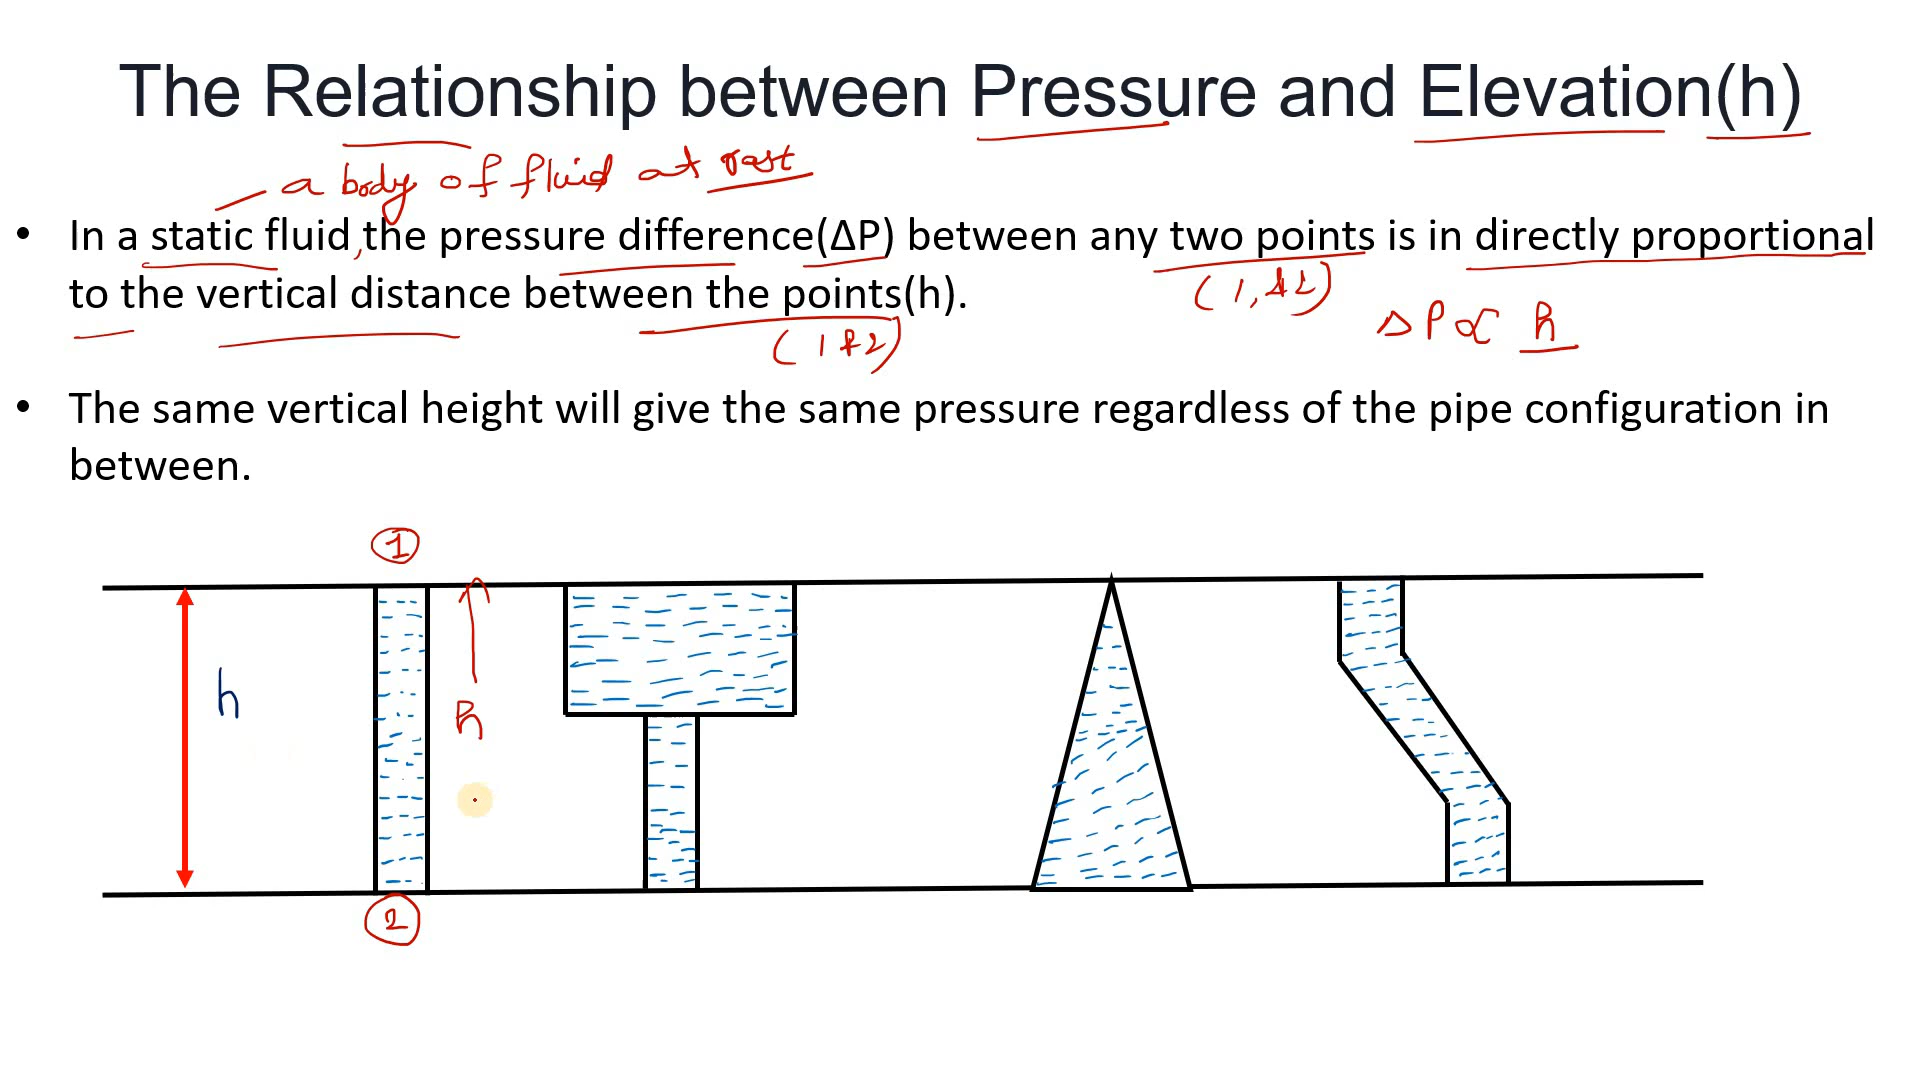 The Relationship between Pressure and Elevation(h)
a body of fluid at rest
• In a static fluid,the pressure difference(ΔP) between any two points is in directly proportional
to the vertical distance between the points(h).
(1,&2)
(1&2)
ΔP∝ h
• The same vertical height will give the same pressure regardless of the pipe configuration in
between.
1
h
h
2